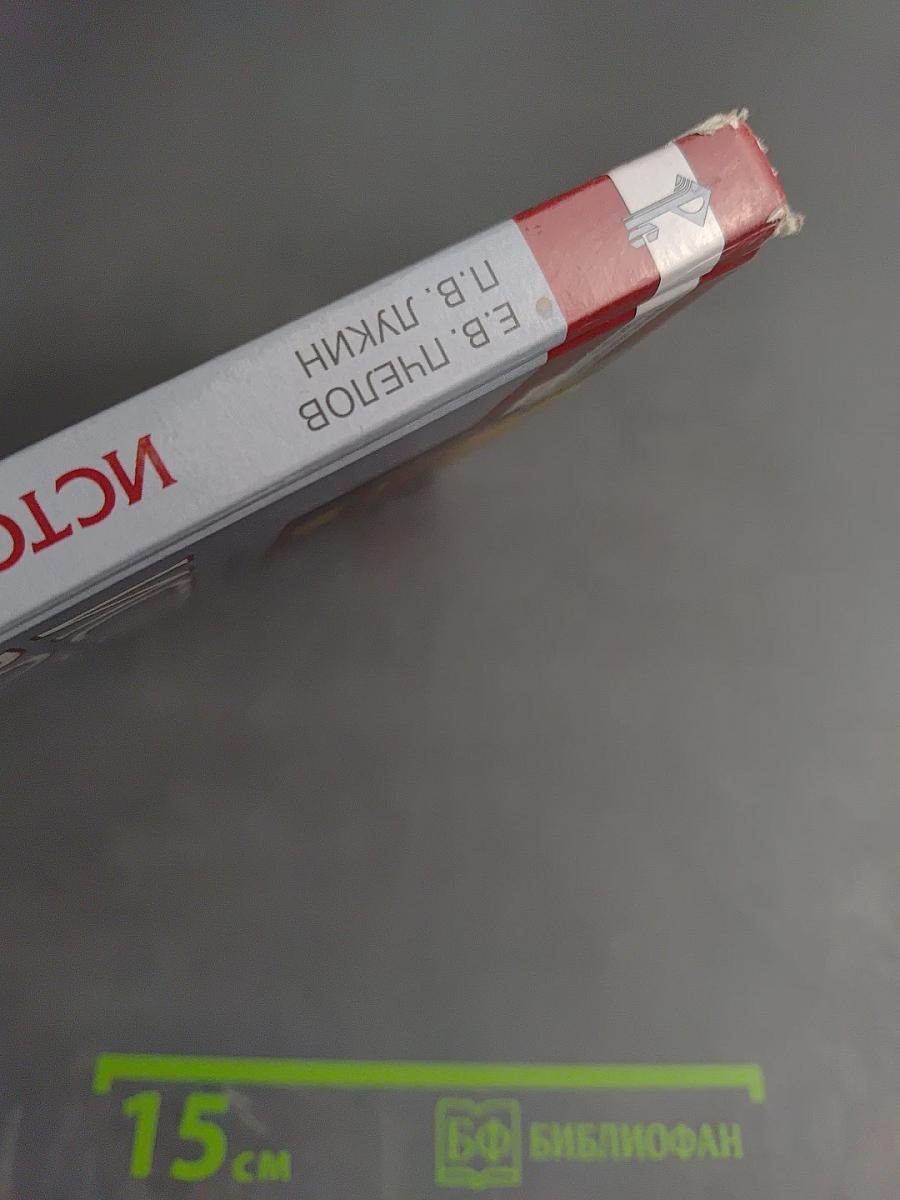 Е.В. ПЧЕЛОВ
П.В. ЛУКИН
ИСТО
15 см
БФ БИБЛИОФАН